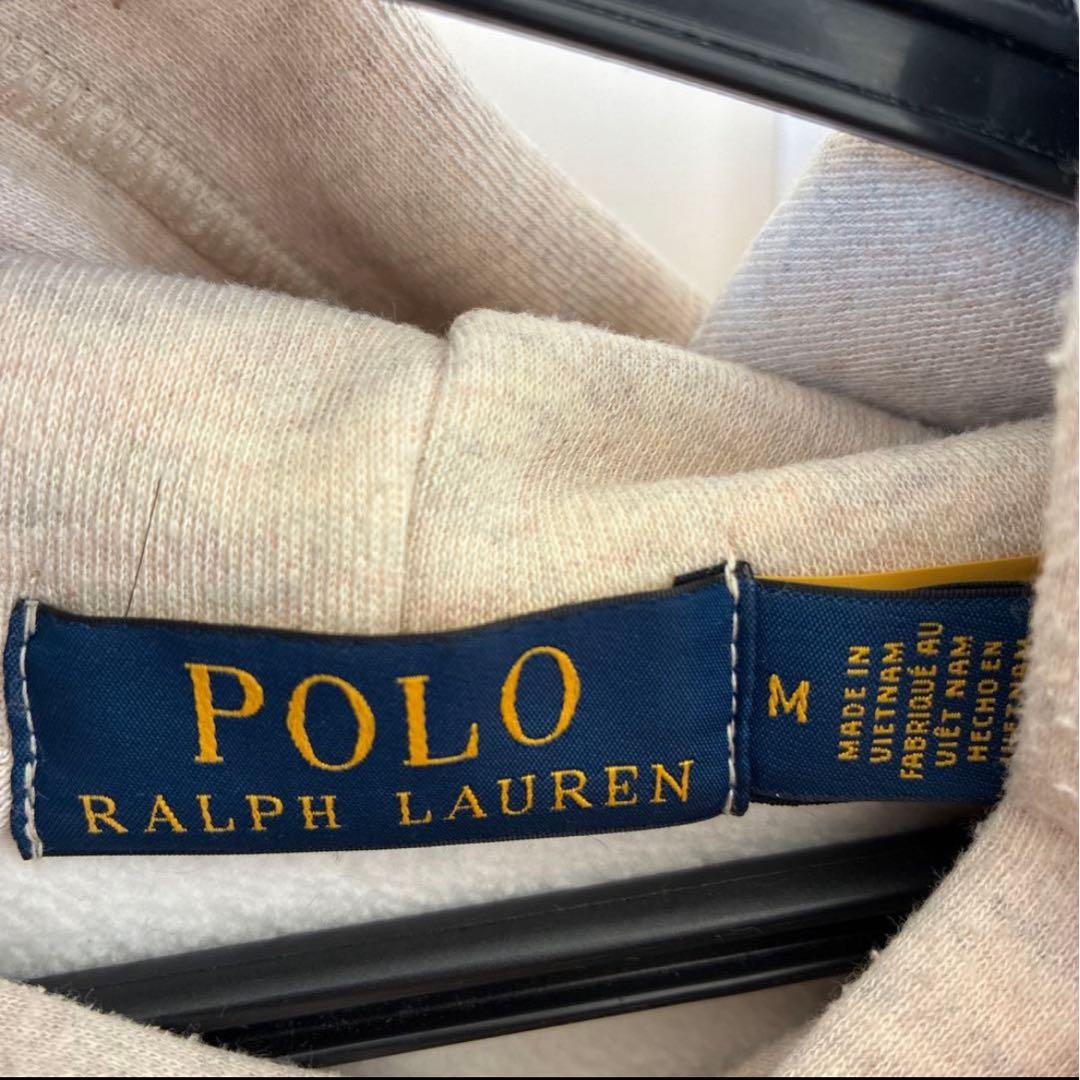 POLO
RALPH LAUREN
M
MADE IN
VIETNAM
FABRIQUÉ AU
VIÊT NAM
HECHO EN